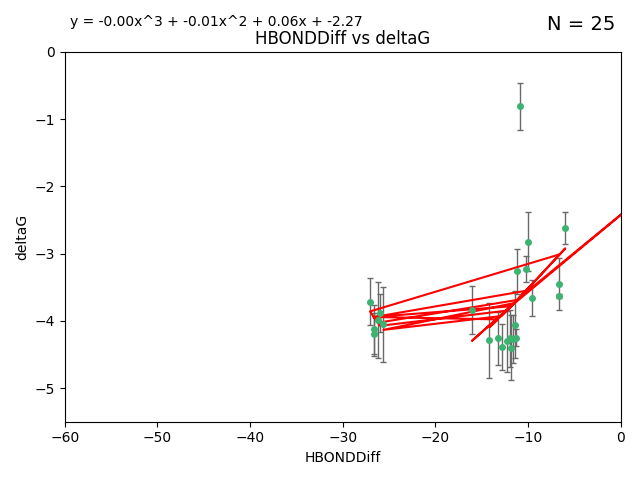 y = -0.00x^3 + -0.01x^2 + 0.06x + -2.27
N = 25
HBONDDiff vs deltaG
0
−1
−2
−3
−4
−5
deltaG
−60 −50 −40 −30 −20 −10 0
HBONDDiff